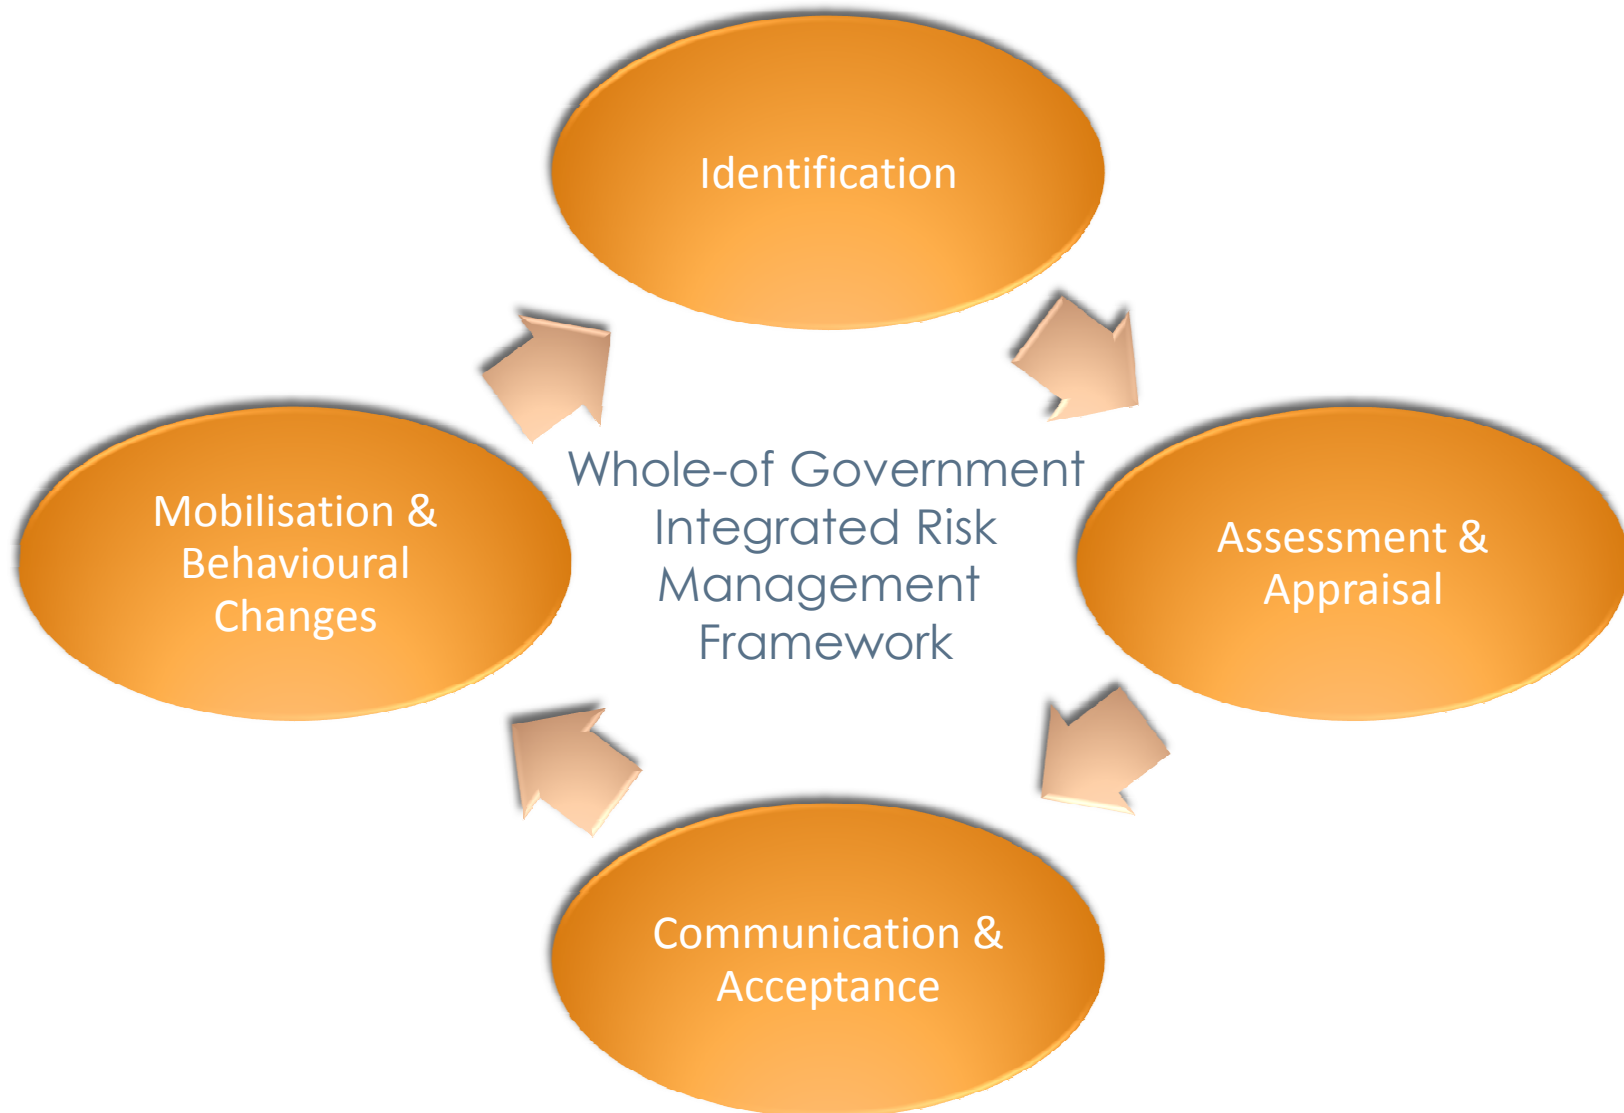 Identification
Whole-of Government
Integrated Risk
Management
Framework
Mobilisation &
Behavioural
Changes
Assessment &
Appraisal
Communication &
Acceptance